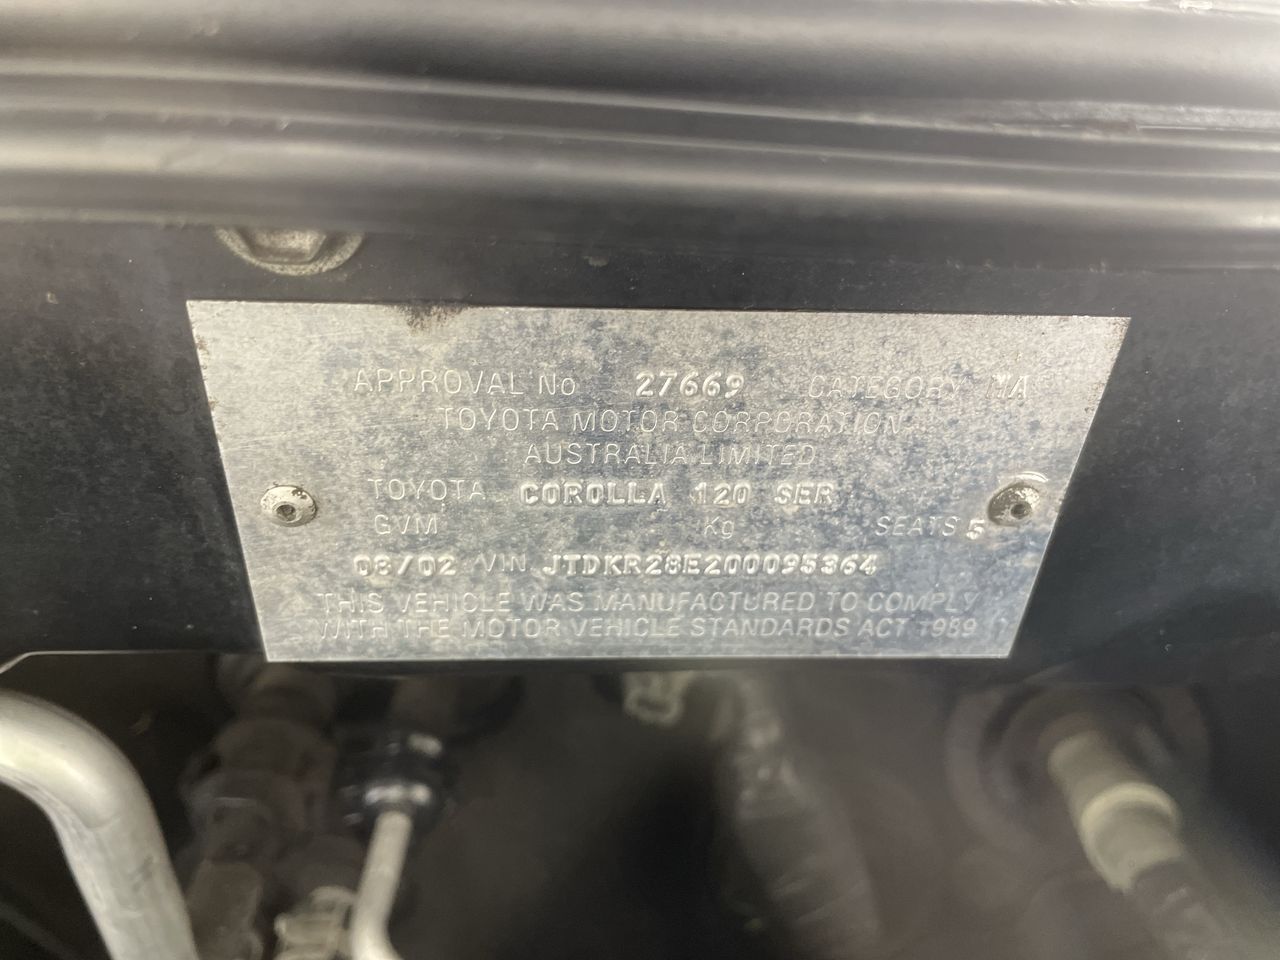 APPROVAL No 27669 CATEGORY MA
TOYOTA MOTOR CORPORATION
AUSTRALIA LIMITED
TOYOTA COROLLA 120 SER
GVM Kg SEATS 5
08/02 VIN JTDKR28E200095364
THIS VEHICLE WAS MANUFACTURED TO COMPLY
WITH THE MOTOR VEHICLE STANDARDS ACT 1989